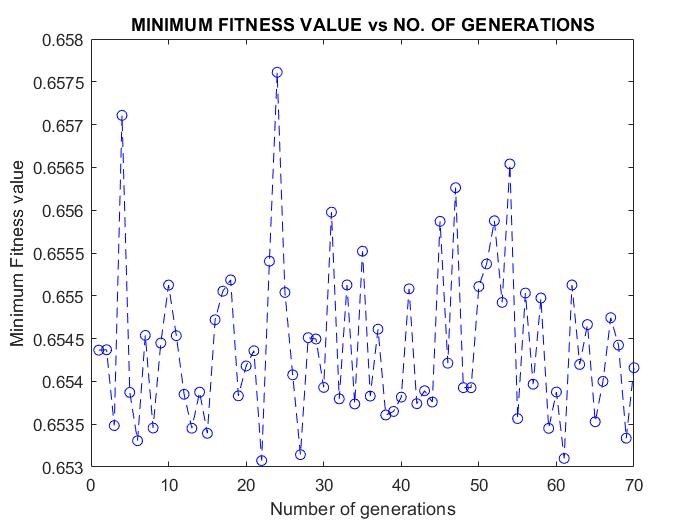 MINIMUM FITNESS VALUE vs NO. OF GENERATIONS
0.658
0.6575
0.657
0.6565
0.656
0.6555
0.655
0.6545
0.654
0.6535
0.653
Minimum Fitness value
0 10 20 30 40 50 60 70
Number of generations